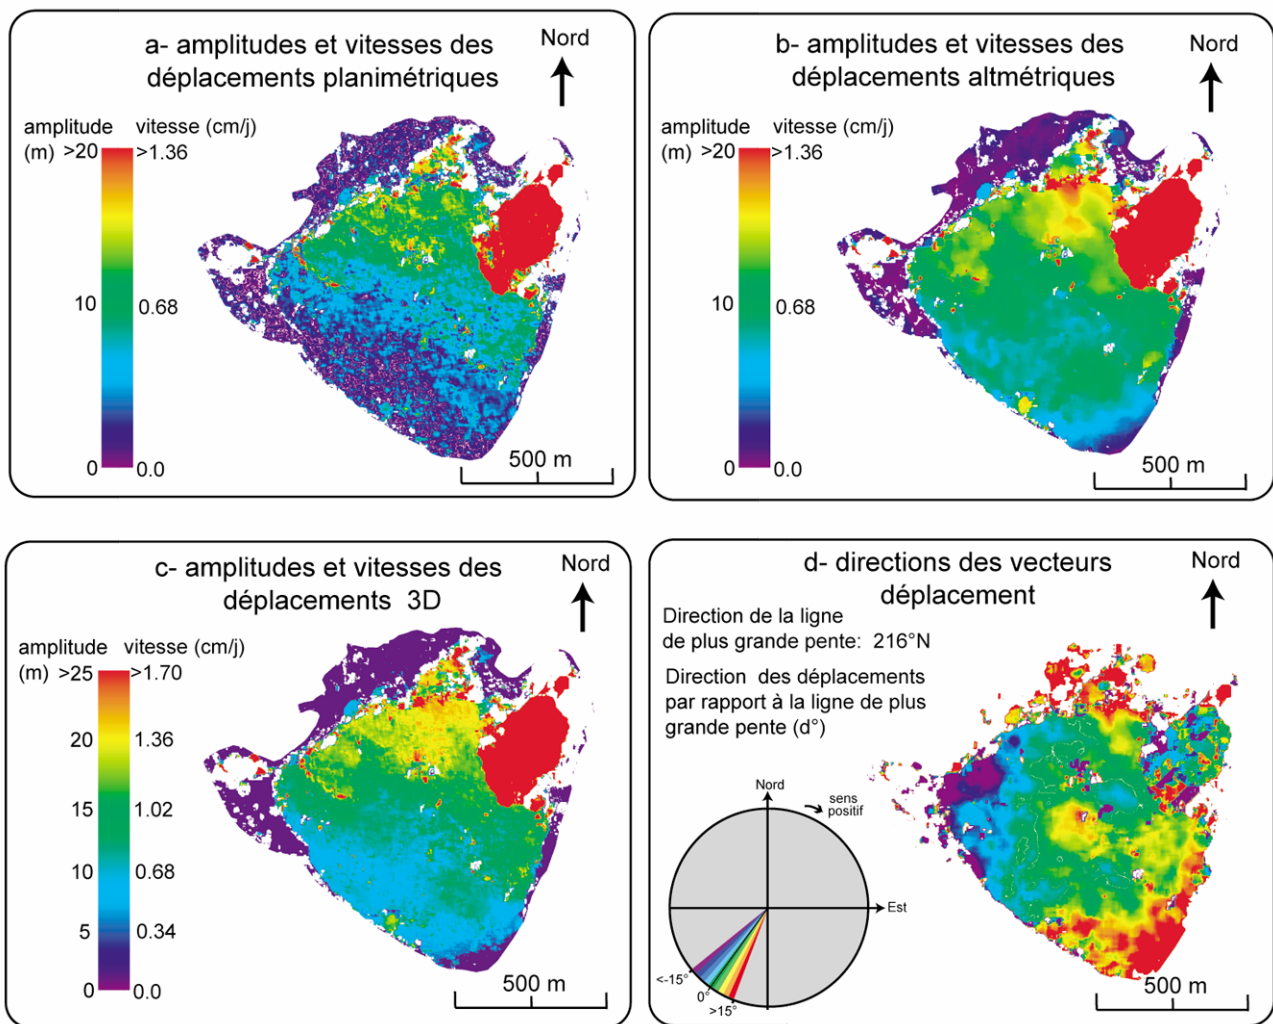 a- amplitudes et vitesses des
déplacements planimétriques
Nord
amplitude vitesse (cm/j)
(m) >20 >1.36
10 0.68
0 0.0
500 m
b- amplitudes et vitesses des
déplacements altmétriques
Nord
amplitude vitesse (cm/j)
(m) >20 >1.36
10 0.68
0 0.0
500 m
c- amplitudes et vitesses des
déplacements 3D
Nord
amplitude vitesse (cm/j)
(m) >25 >1.70
20 1.36
15 1.02
10 0.68
5 0.34
0 0.0
500 m
d- directions des vecteurs
déplacement
Nord
Direction de la ligne
de plus grande pente: 216°N
Direction des déplacements
par rapport à la ligne de plus
grande pente (d°)
Nord
sens
positif
Est
<-15°
0°
>15°
500 m